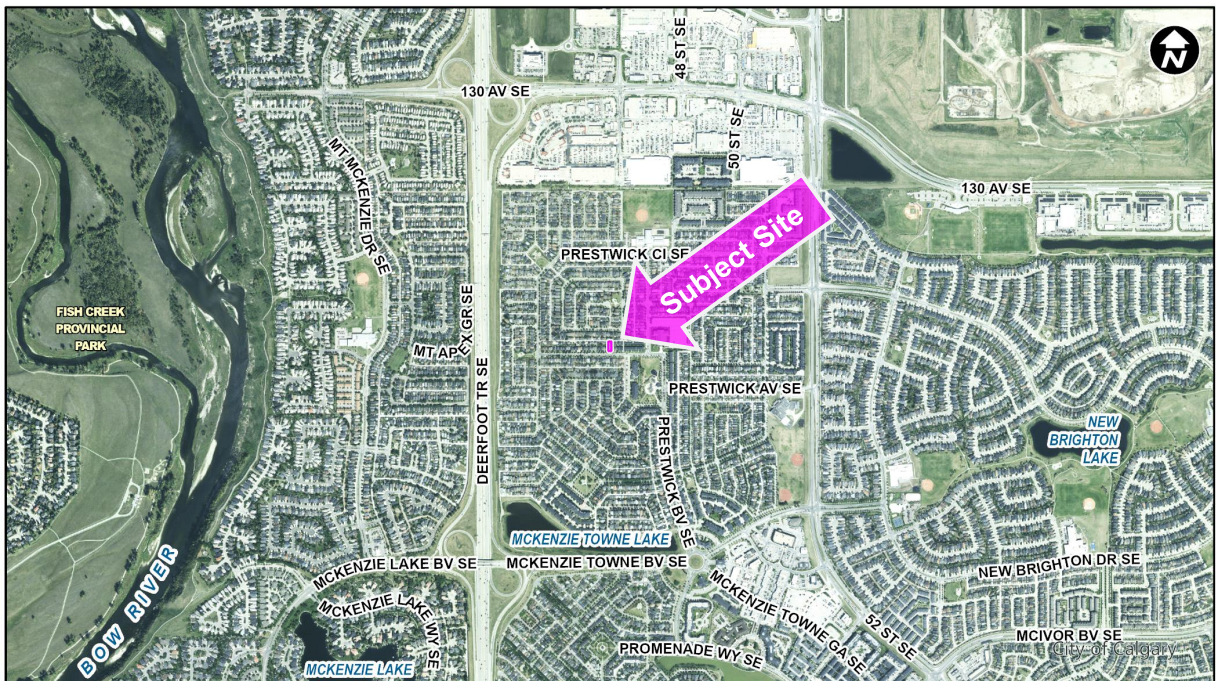 48 ST SE
N
130 AV SE
50 ST SE
MT MCKENZIE DR SE
130 AV SE
Subject Site
PRESTWICK CI SE
FISH CREEK
PROVINCIAL
PARK
MT APEX GR SE
DEERFOOT TR SE
PRESTWICK AV SE
PRESTWICK BV SE
NEW
BRIGHTON
LAKE
MCKENZIE TOWNE LAKE
BOW RIVER
MCKENZIE LAKE BV SE
MCKENZIE TOWNE BV SE
NEW BRIGHTON DR SE
MCKENZIE LAKE WY SE
MCKENZIE TOWNE GA SE
52 ST SE
MCIVOR BV SE
PROMENADE WY SE
City of Calgary
MCKENZIE LAKE